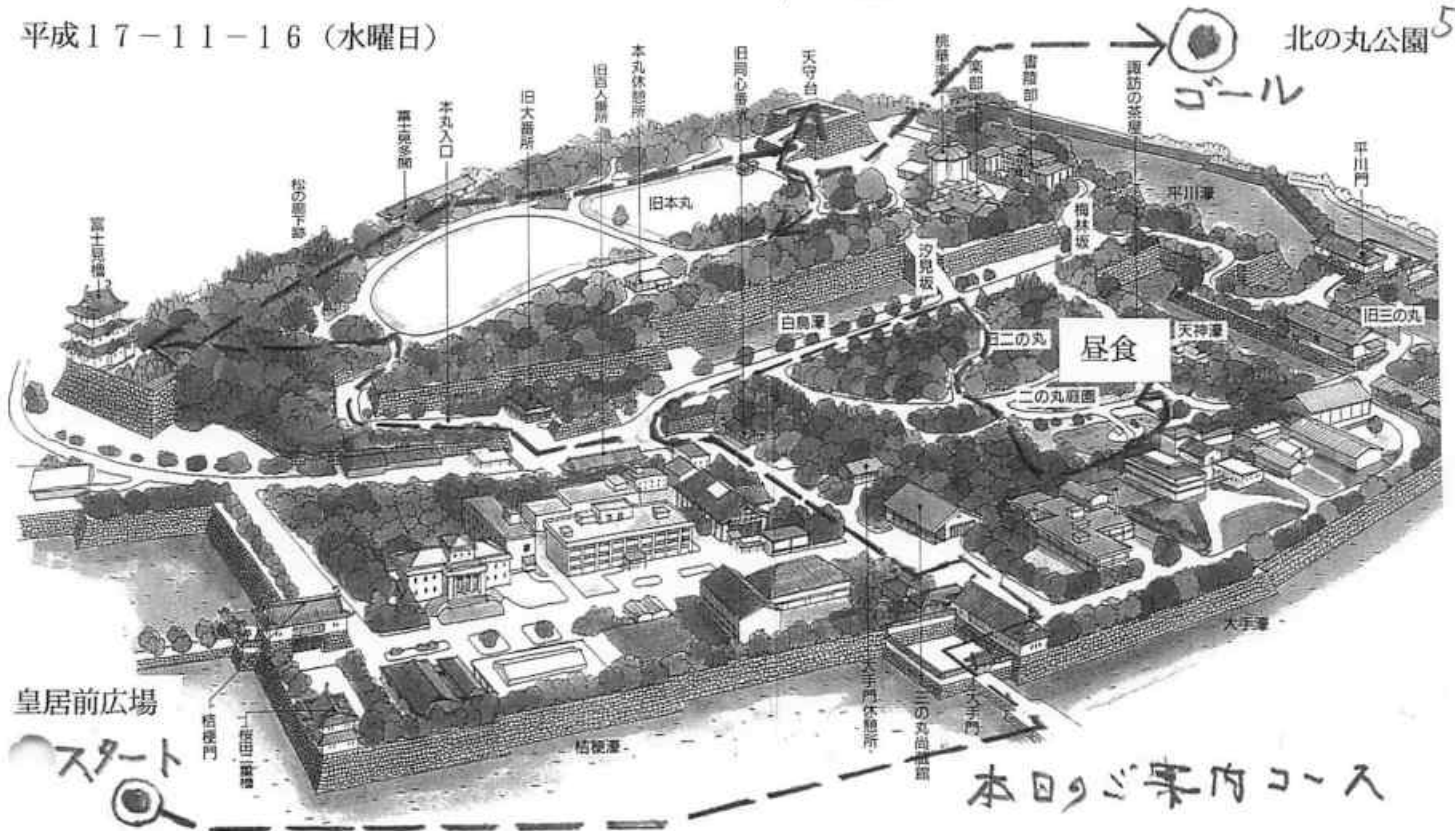 平成17-11-16（水曜日）
北の丸公園
5
ゴール
富士見櫓
松の廊下跡
富士見多聞
本丸入口
旧大番所
旧百人番所
本丸休憩所
旧同心番所
天守台
桃華楽堂
楽部
書陵部
諏訪の茶屋
平川門
平川濠
旧本丸
梅林坂
汐見坂
白鳥濠
旧二の丸
昼食
天神濠
旧三の丸
二の丸庭園
大手濠
皇居前広場
スタート
桔梗門
桜田二重櫓
桔梗濠
大手門休憩所
三の丸尚蔵館
大手門
本日のご案内コース